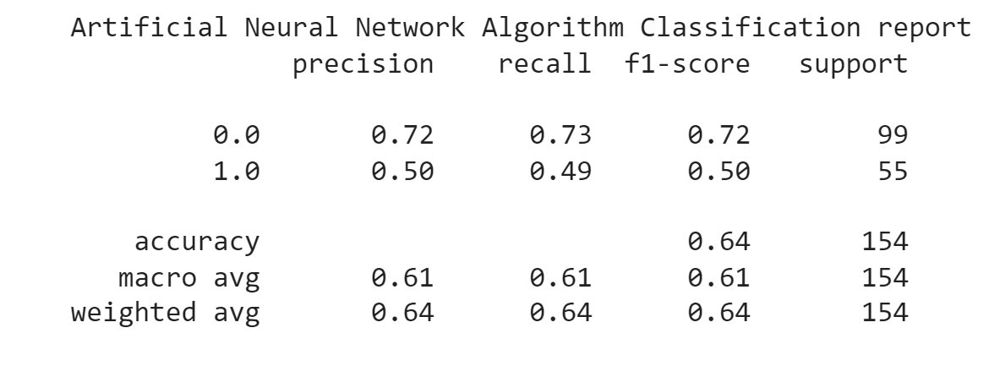 Artificial Neural Network Algorithm Classification report
precision recall f1-score support
0.0 0.72 0.73 0.72 99
1.0 0.50 0.49 0.50 55
accuracy 0.64 154
macro avg 0.61 0.61 0.61 154
weighted avg 0.64 0.64 0.64 154